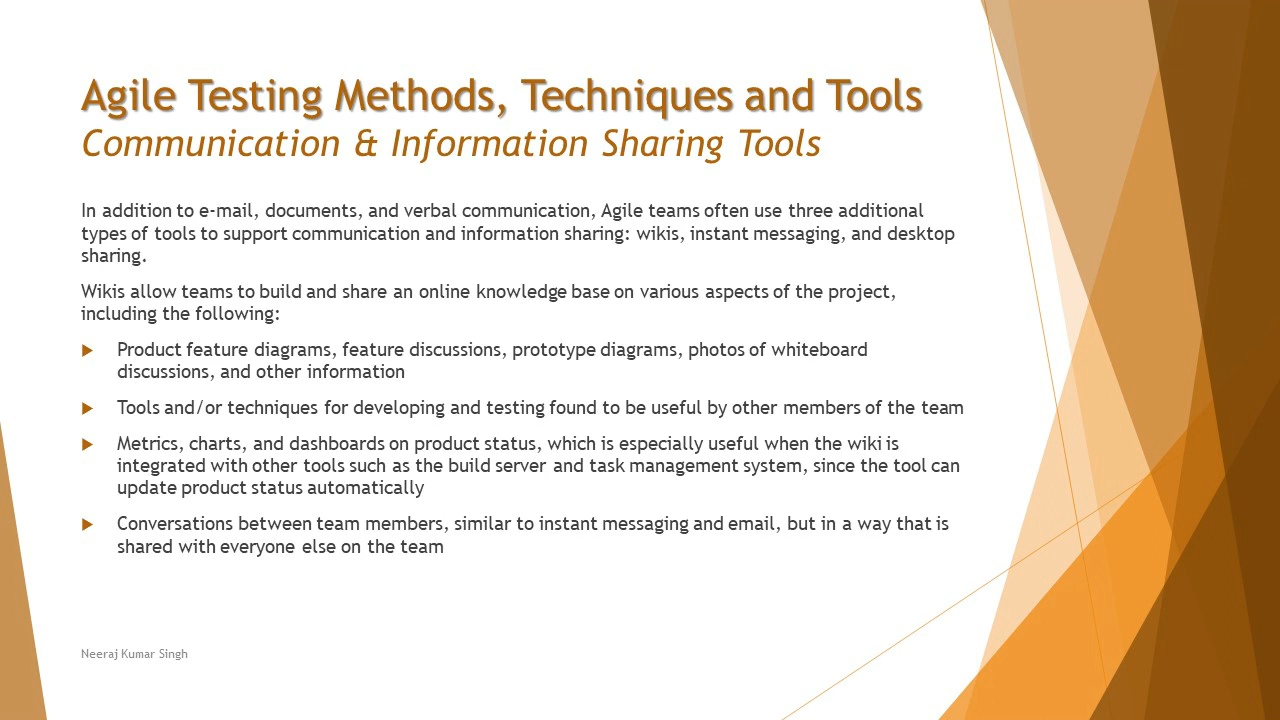 Agile Testing Methods, Techniques and Tools
Communication & Information Sharing Tools
In addition to e-mail, documents, and verbal communication, Agile teams often use three additional
types of tools to support communication and information sharing: wikis, instant messaging, and desktop
sharing.
Wikis allow teams to build and share an online knowledge base on various aspects of the project,
including the following:
Product feature diagrams, feature discussions, prototype diagrams, photos of whiteboard
discussions, and other information
Tools and/or techniques for developing and testing found to be useful by other members of the team
Metrics, charts, and dashboards on product status, which is especially useful when the wiki is
integrated with other tools such as the build server and task management system, since the tool can
update product status automatically
Conversations between team members, similar to instant messaging and email, but in a way that is
shared with everyone else on the team
Neeraj Kumar Singh